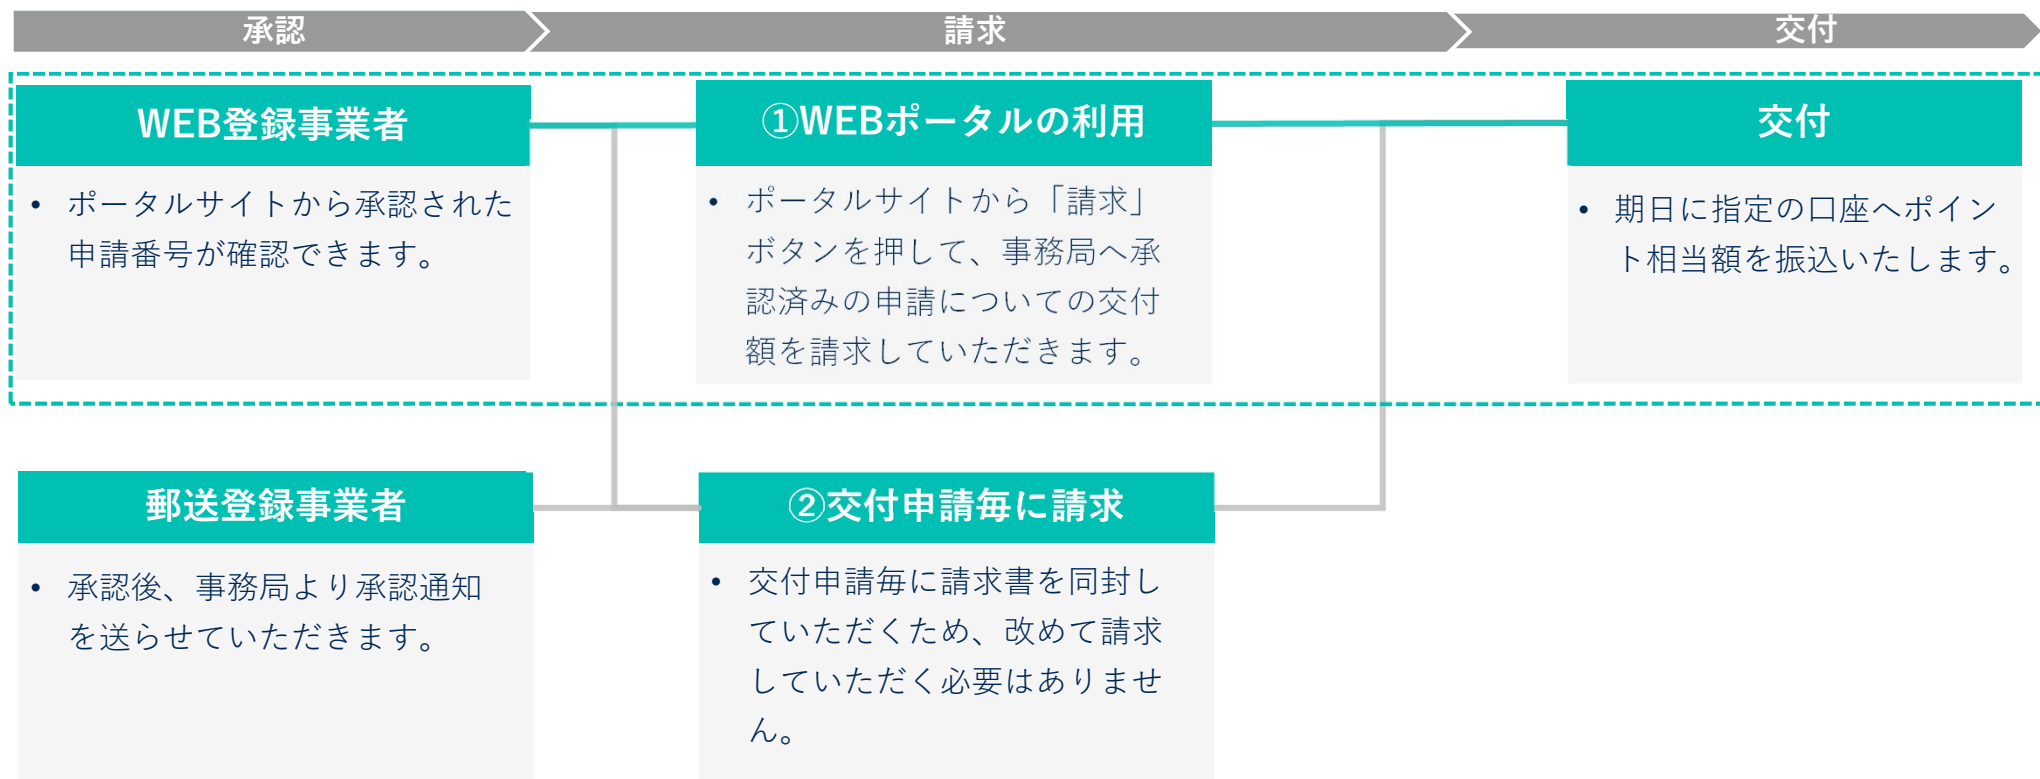 承認
請求
交付
WEB登録事業者
• ポータルサイトから承認された
申請番号が確認できます。
①WEBポータルの利用
• ポータルサイトから「請求」
ボタンを押して、事務局へ承
認済みの申請についての交付
額を請求していただきます。
交付
• 期日に指定の口座へポイン
ト相当額を振込いたします。
郵送登録事業者
• 承認後、事務局より承認通知
を送らせていただきます。
②交付申請毎に請求
• 交付申請毎に請求書を同封し
ていただくため、改めて請求
していただく必要はありませ
ん。